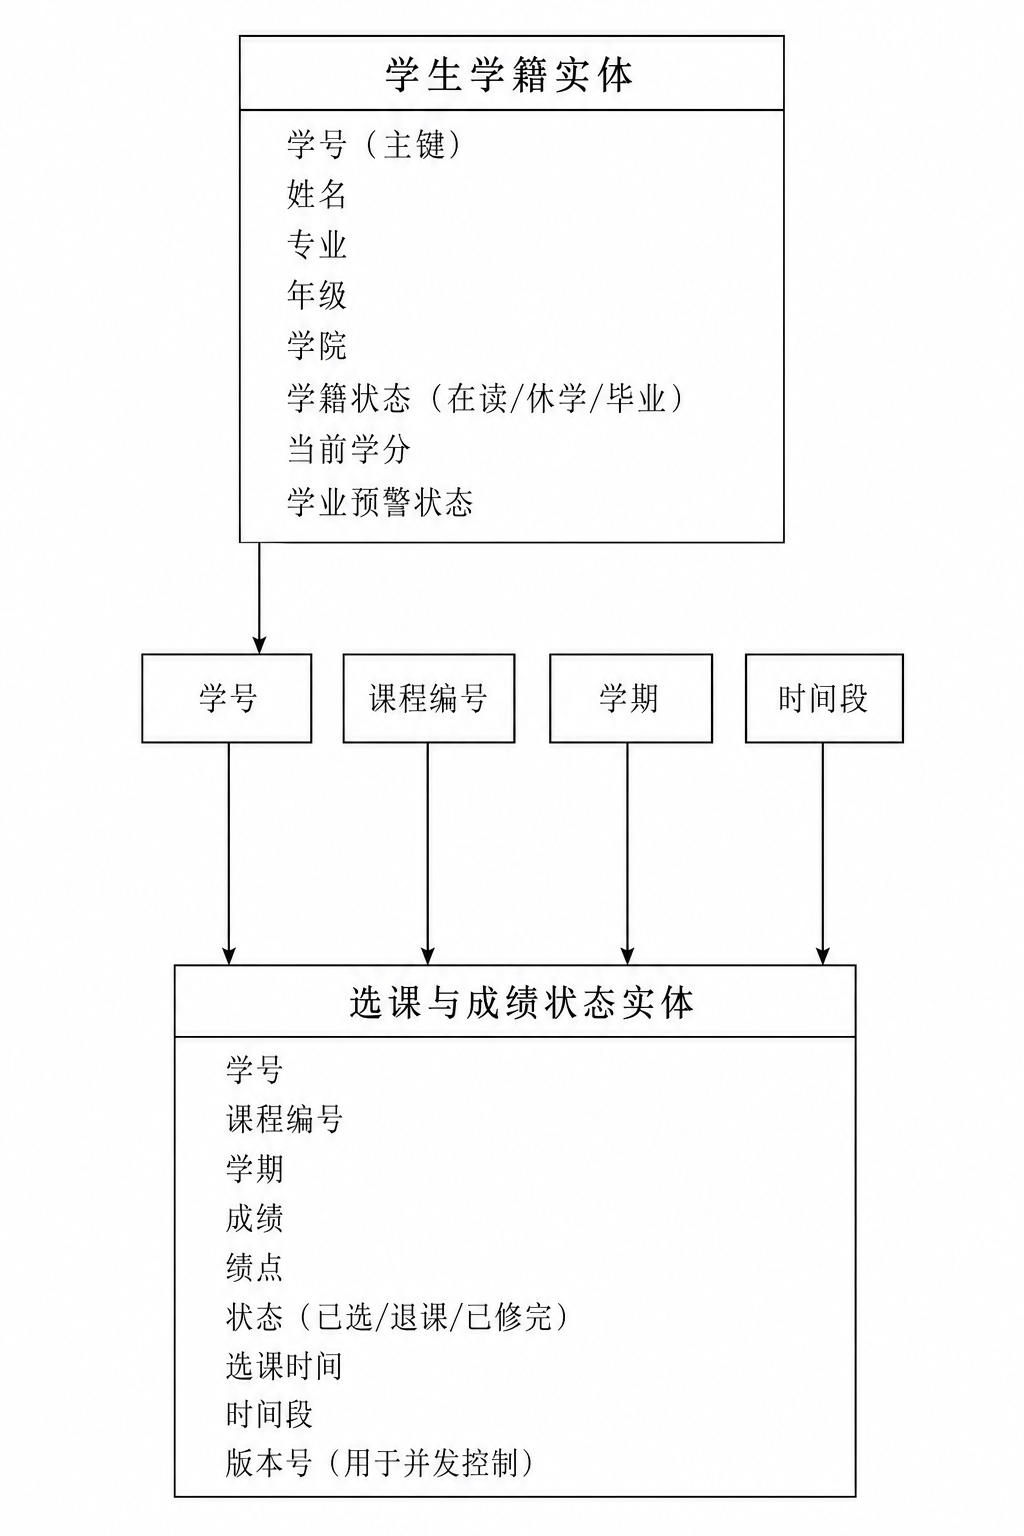 学生学籍实体
学号（主键）
姓名
专业
年级
学院
学籍状态（在读/休学/毕业）
当前学分
学业预警状态
学号
课程编号
学期
时间段
选课与成绩状态实体
学号
课程编号
学期
成绩
绩点
状态（已选/退课/已修完）
选课时间
时间段
版本号（用于并发控制）